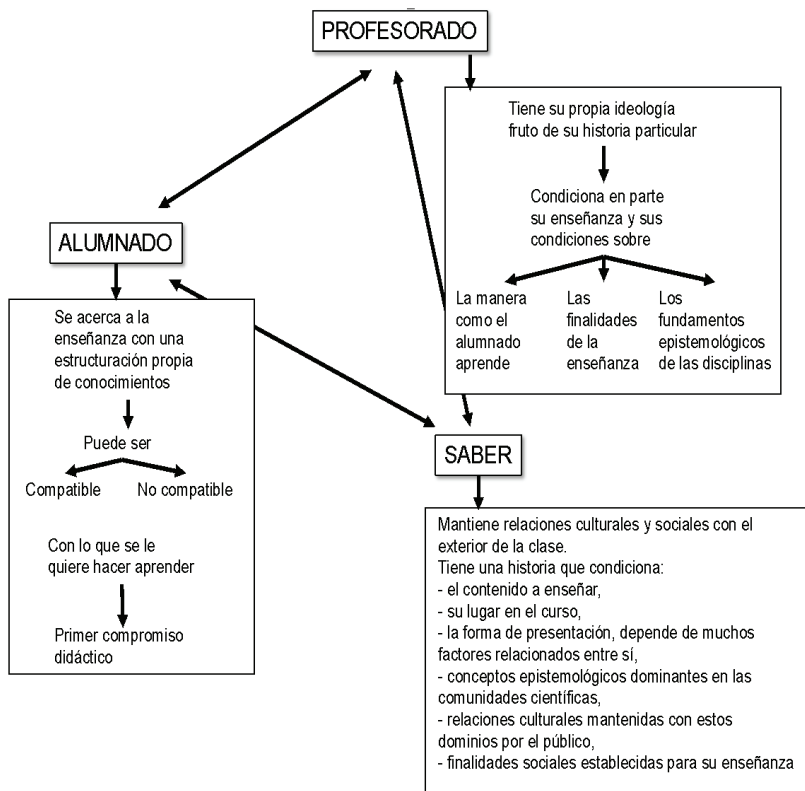 PROFESORADO
Tiene su propia ideología
fruto de su historia particular
Condiciona en parte
su enseñanza y sus
condiciones sobre
La manera
como el
alumnado
aprende
Las
finalidades
de la
enseñanza
Los
fundamentos
epistemológicos
de las disciplinas
ALUMNADO
Se acerca a la
enseñanza con una
estructuración propia
de conocimientos
Puede ser
Compatible
No compatible
Con lo que se le
quiere hacer aprender
Primer compromiso
didáctico
SABER
Mantiene relaciones culturales y sociales con el
exterior de la clase.
Tiene una historia que condiciona:
- el contenido a enseñar,
- su lugar en el curso,
- la forma de presentación, depende de muchos
factores relacionados entre sí,
- conceptos epistemológicos dominantes en las
comunidades científicas,
- relaciones culturales mantenidas con estos
dominios por el público,
- finalidades sociales establecidas para su enseñanza